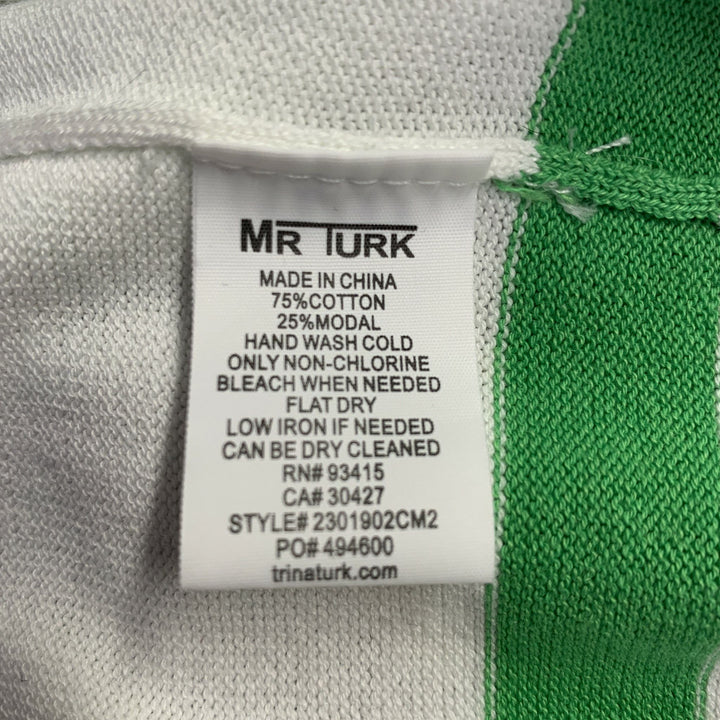 MR TURK
MADE IN CHINA
75%COTTON
25%MODAL
HAND WASH COLD
ONLY NON-CHLORINE
BLEACH WHEN NEEDED
FLAT DRY
LOW IRON IF NEEDED
CAN BE DRY CLEANED
RN# 93415
CA# 30427
STYLE# 2301902CM2
PO# 494600
trinaturk.com